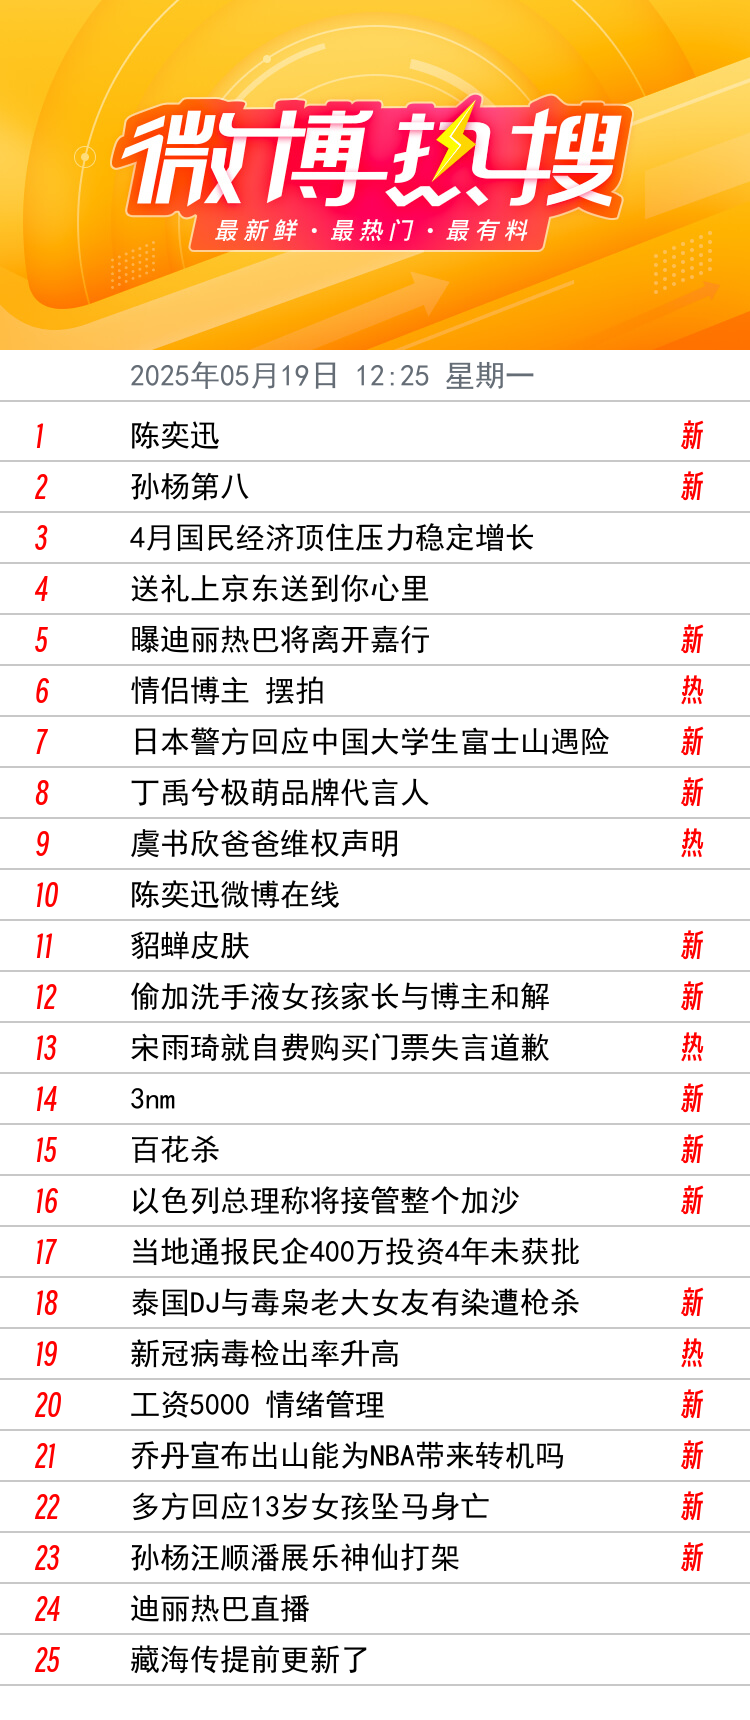 微博热搜
最新鲜·最热门·最有料
2025年05月19日 12:25 星期一
1 陈奕迅 新
2 孙杨第八 新
3 4月国民经济顶住压力稳定增长
4 送礼上京东送到你心里
5 曝迪丽热巴将离开嘉行 新
6 情侣博主 摆拍 热
7 日本警方回应中国大学生富士山遇险 新
8 丁禹兮极萌品牌代言人 新
9 虞书欣爸爸维权声明 热
10 陈奕迅微博在线
11 貂蝉皮肤 新
12 偷加洗手液女孩家长与博主和解 新
13 宋雨琦就自费购买门票失言道歉 热
14 3nm 新
15 百花杀 新
16 以色列总理称将接管整个加沙 新
17 当地通报民企400万投资4年未获批
18 泰国DJ与毒枭老大女友有染遭枪杀 新
19 新冠病毒检出率升高 热
20 工资5000 情绪管理 新
21 乔丹宣布出山能为NBA带来转机吗 新
22 多方回应13岁女孩坠马身亡 新
23 孙杨汪顺潘展乐神仙打架 新
24 迪丽热巴直播
25 藏海传提前更新了